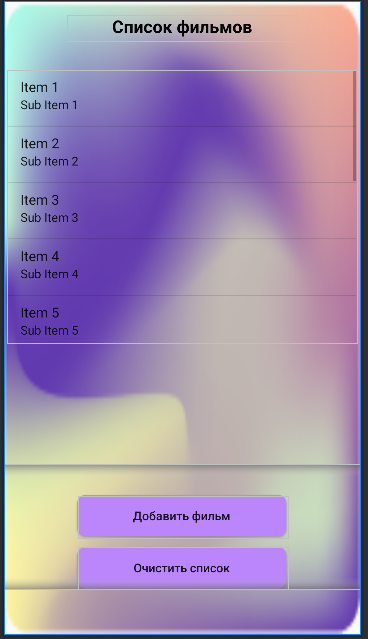 Список фильмов
Item 1
Sub Item 1
Item 2
Sub Item 2
Item 3
Sub Item 3
Item 4
Sub Item 4
Item 5
Sub Item 5
Добавить фильм
Очистить список